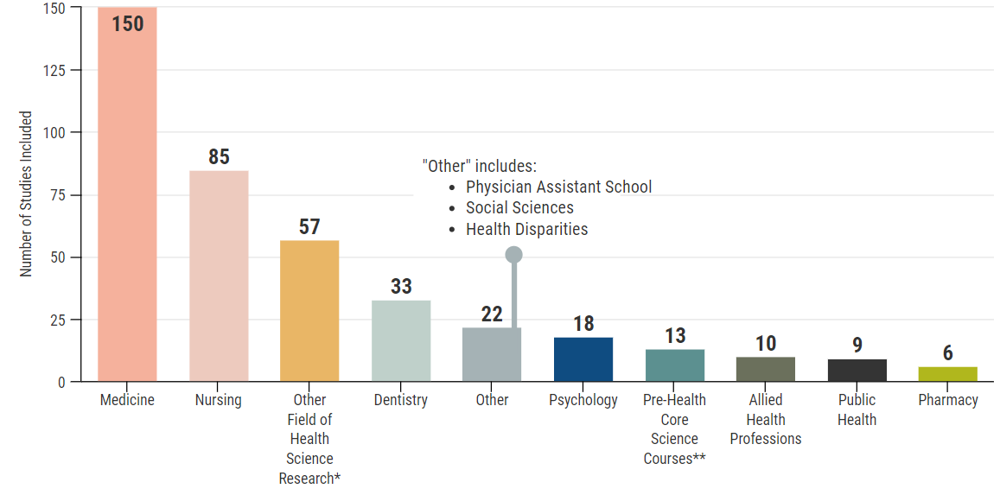 Number of Studies Included
150
125
100
75
50
25
0
150
85
57
33
22
18
13
10
9
6
"Other" includes:
• Physician Assistant School
• Social Sciences
• Health Disparities
Medicine
Nursing
Other
Field of
Health
Science
Research*
Dentistry
Other
Psychology
Pre-Health
Core
Science
Courses**
Allied
Health
Professions
Public
Health
Pharmacy